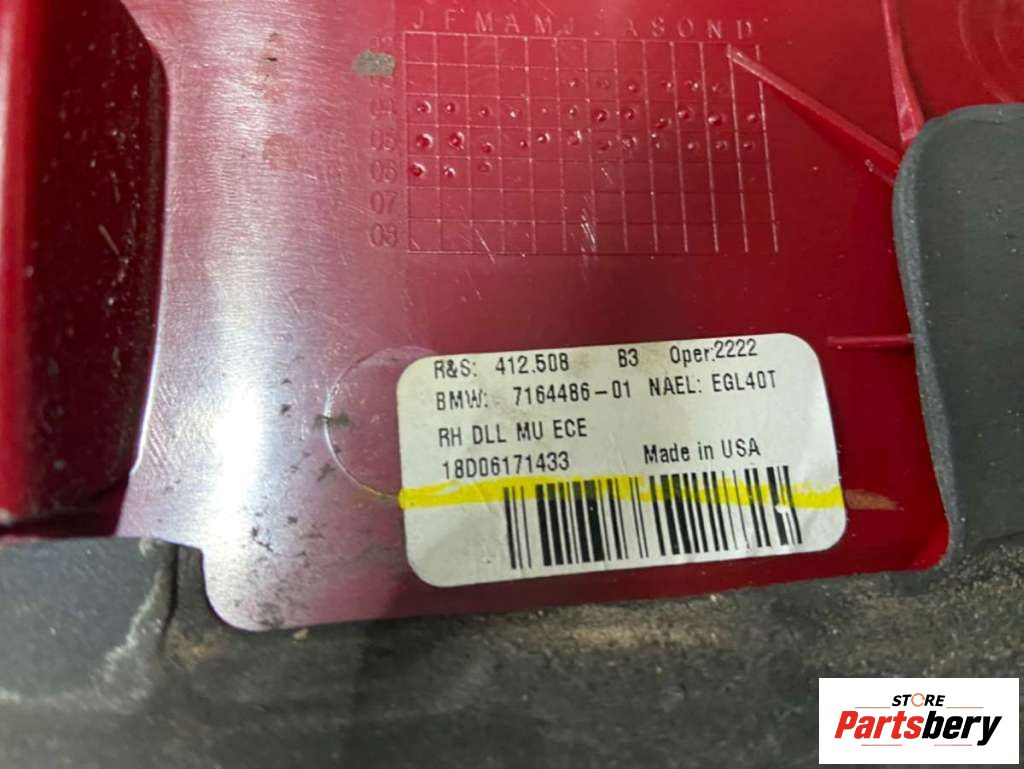 J F M A M J J A S O N D
04
05
06
07
03
R&S: 412.508 B3 Oper:2222
BMW: 7164486-01 NAEL: EGL40T
RH DLL MU ECE
18D06171433 Made in USA
STORE
Partsbery